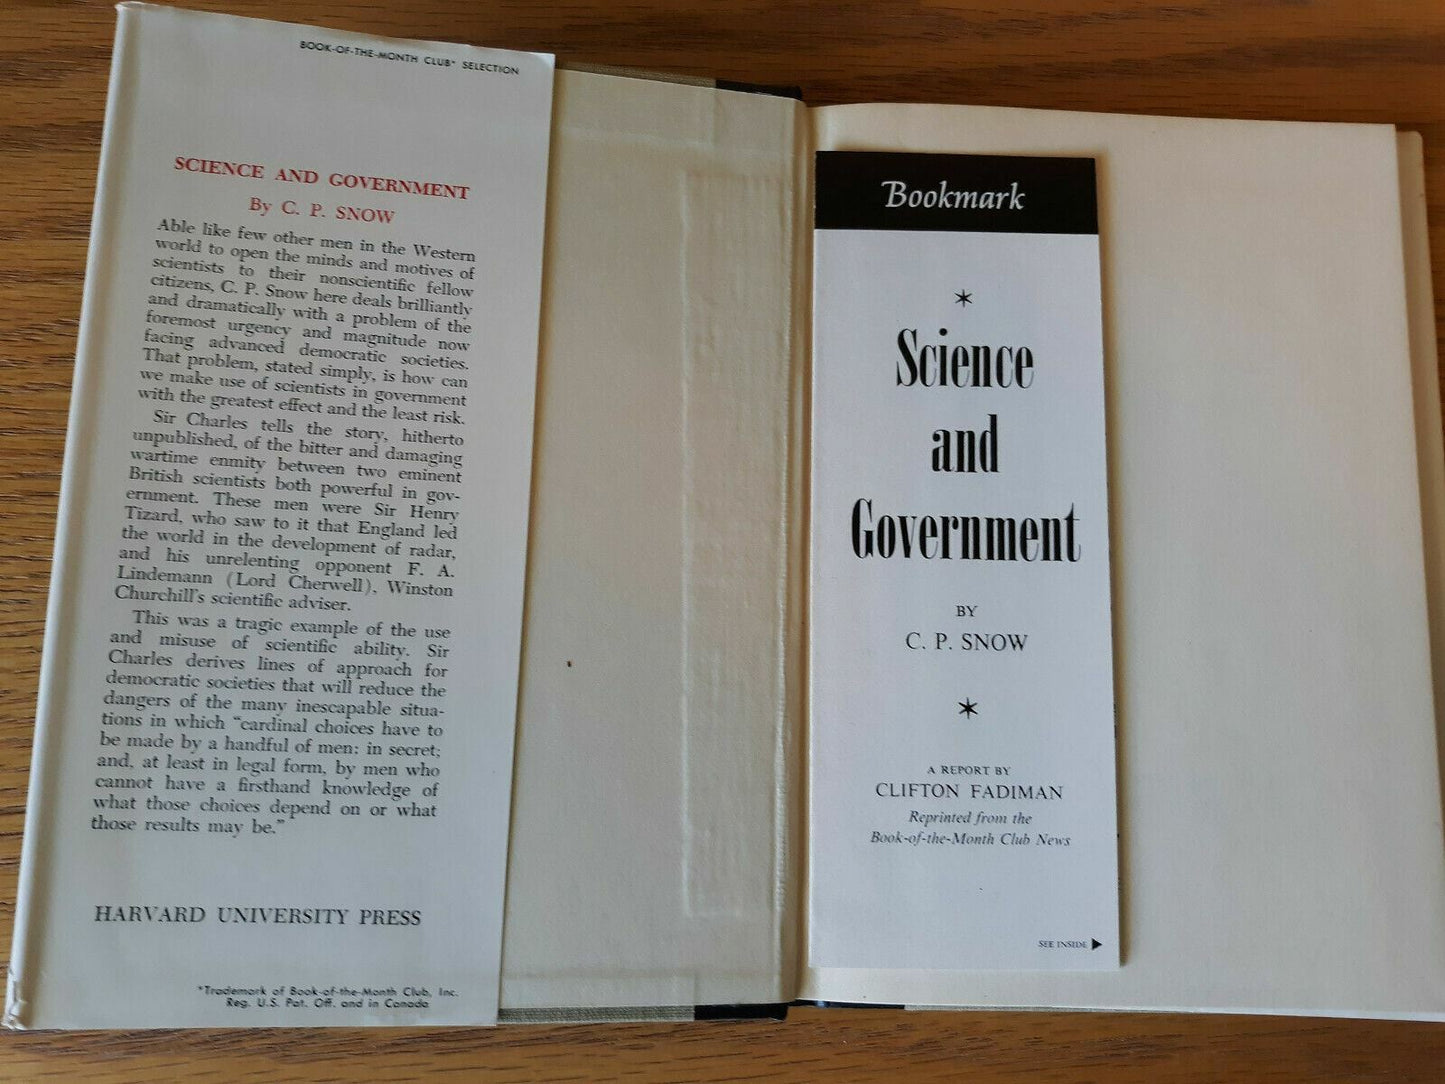 BOOK-OF-THE-MONTH CLUB* SELECTION
SCIENCE AND GOVERNMENT
By C. P. SNOW
Able like few other men in the Western
world to open the minds and motives of
scientists to their nonscientific fellow
citizens, C. P. Snow here deals brilliantly
and dramatically with a problem of the
foremost urgency and magnitude now
facing advanced democratic societies.
That problem, stated simply, is how can
we make use of scientists in government
with the greatest effect and the least risk.
Sir Charles tells the story, hitherto
unpublished, of the bitter and damaging
wartime enmity between two eminent
British scientists both powerful in gov-
ernment. These men were Sir Henry
Tizard, who saw to it that England led
the world in the development of radar,
and his unrelenting opponent F. A.
Lindemann (Lord Cherwell), Winston
Churchill's scientific adviser.
This was a tragic example of the use
and misuse of scientific ability. Sir
Charles derives lines of approach for
democratic societies that will reduce the
dangers of the many inescapable situa-
tions in which "cardinal choices have to
be made by a handful of men: in secret;
and, at least in legal form, by men who
cannot have a firsthand knowledge of
what those choices depend on or what
those results may be."
HARVARD UNIVERSITY PRESS
*Trademark of Book-of-the-Month Club, Inc.
Reg. U.S. Pat. Off. and in Canada
Bookmark
Science
and
Government
BY
C. P. SNOW
A REPORT BY
CLIFTON FADIMAN
Reprinted from the
Book-of-the-Month Club News
SEE INSIDE